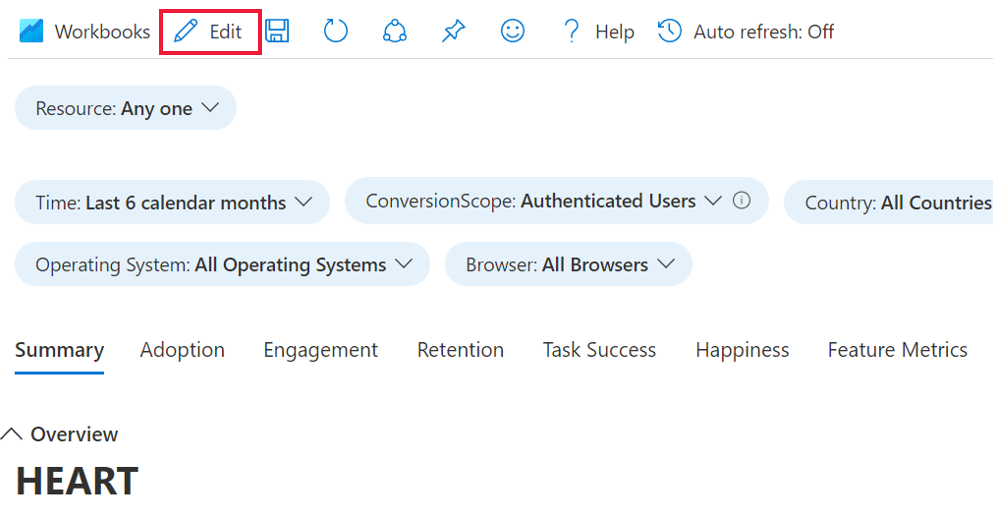 Workbooks Edit Help Auto refresh: Off
Resource: Any one
Time: Last 6 calendar months ConversionScope: Authenticated Users Country: All Countries
Operating System: All Operating Systems Browser: All Browsers
Summary Adoption Engagement Retention Task Success Happiness Feature Metrics
Overview
HEART